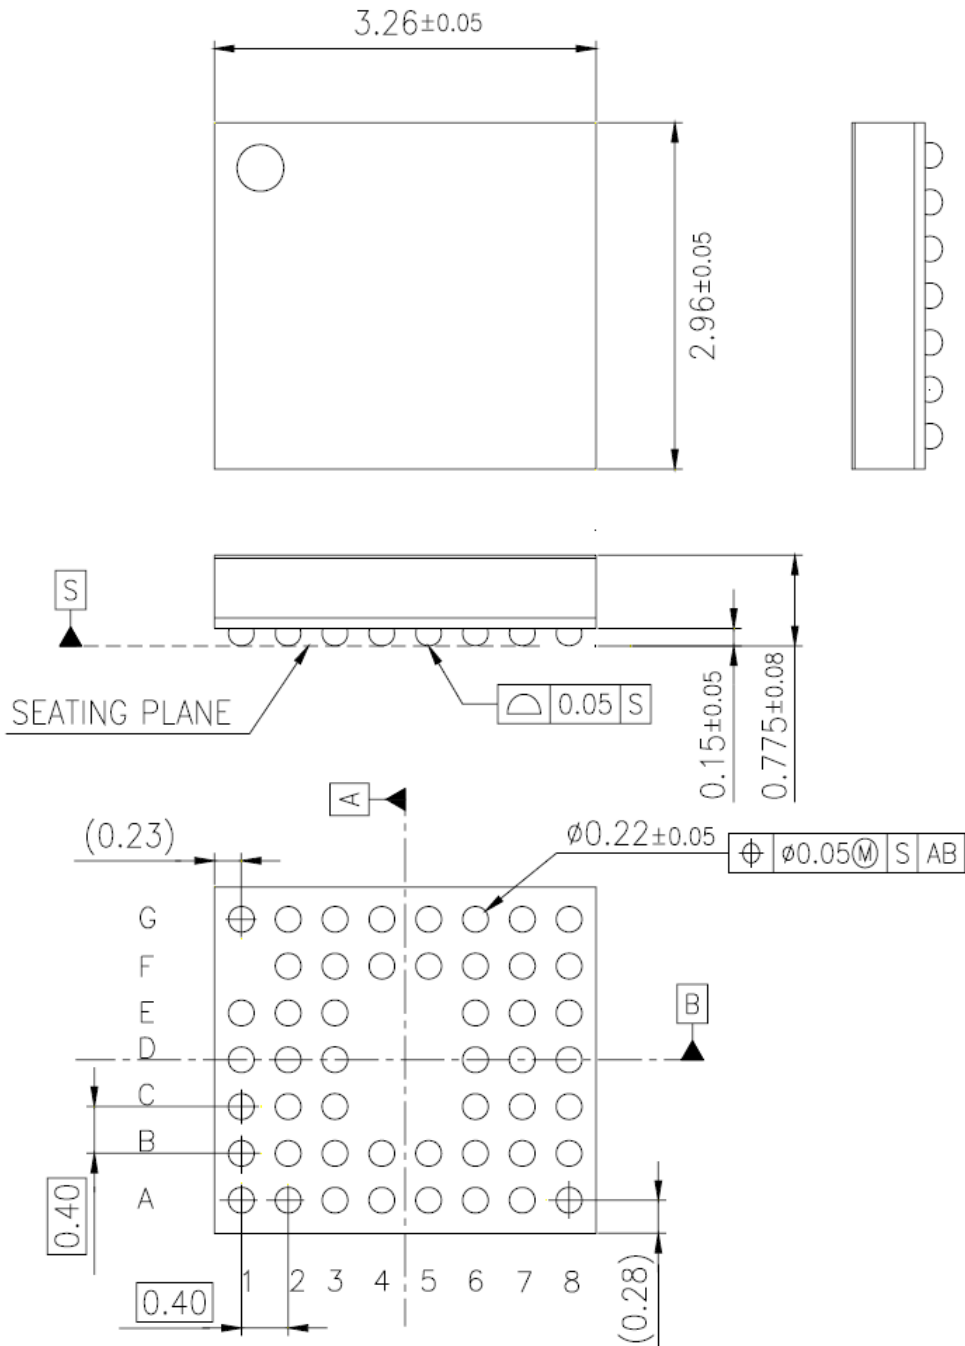 3.26±0.05
2.96±0.05
S
SEATING PLANE
⌓ 0.05 S
0.15±0.05
0.775±0.08
A
(0.23)
⌀0.22±0.05
⌖ ⌀0.05Ⓜ S AB
G
F
E
B
D
C
B
A
0.40
1 2 3 4 5 6 7 8
0.40
(0.28)